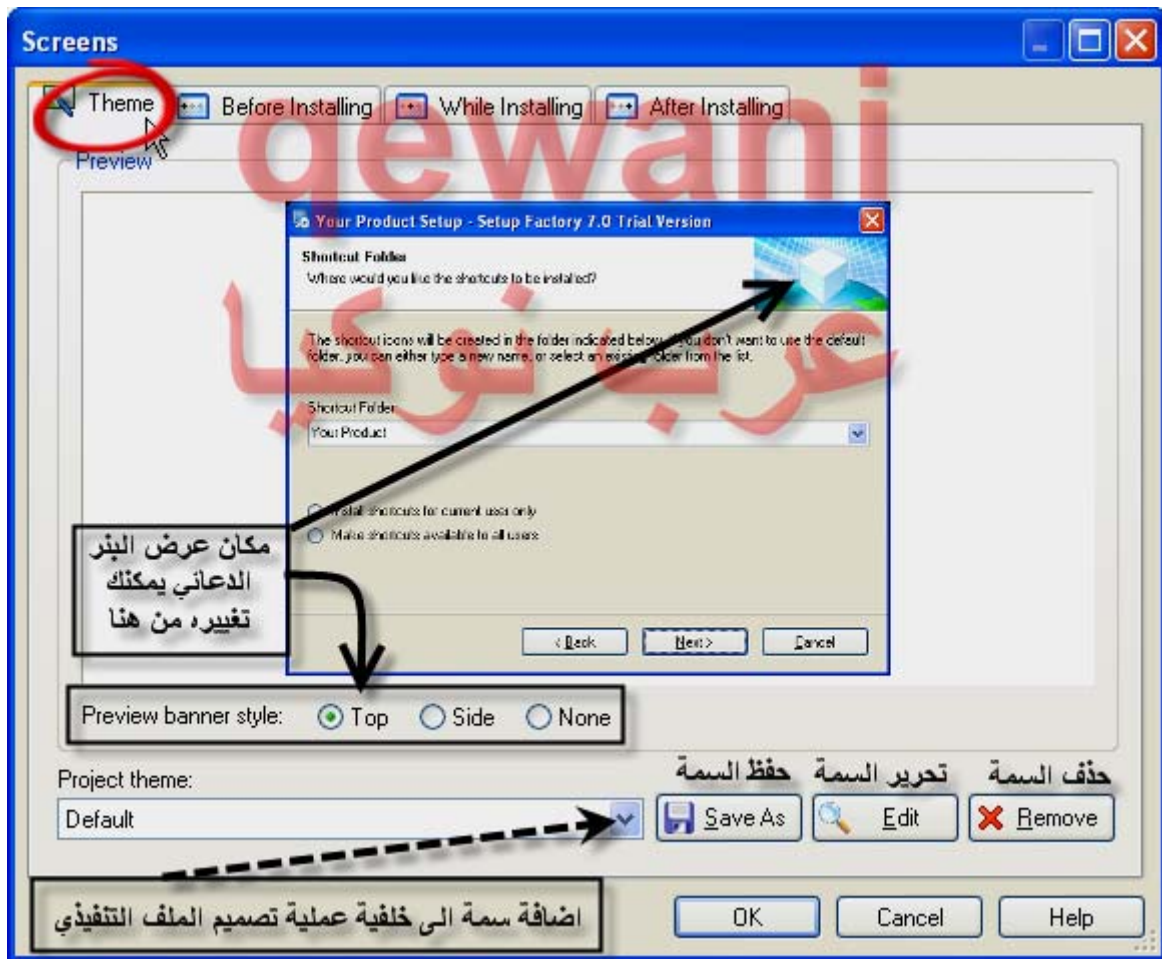 Screens
Theme
Before Installing
While Installing
After Installing
qewani
Preview
Your Product Setup - Setup Factory 7.0 Trial Version
Shortcut Folder
Where would you like the shortcuts to be installed?
عرب نوكيا
The shortcut icons will be created in the folder indicated below. If you don't want to use the default
folder, you can either type a new name, or select an existing folder from the list.
Shortcut Folder:
Your Product
Install shortcuts for current user only
Make shortcuts available to all users
مكان عرض البنر
الدعائي يمكنك
تغييره من هنا
< Back
Next >
Cancel
Preview banner style:
Top
Side
None
Project theme:
حفظ السمة
تحرير السمة
حذف السمة
Default
Save As
Edit
Remove
اضافة سمة الى خلفية عملية تصميم الملف التنفيذي
OK
Cancel
Help